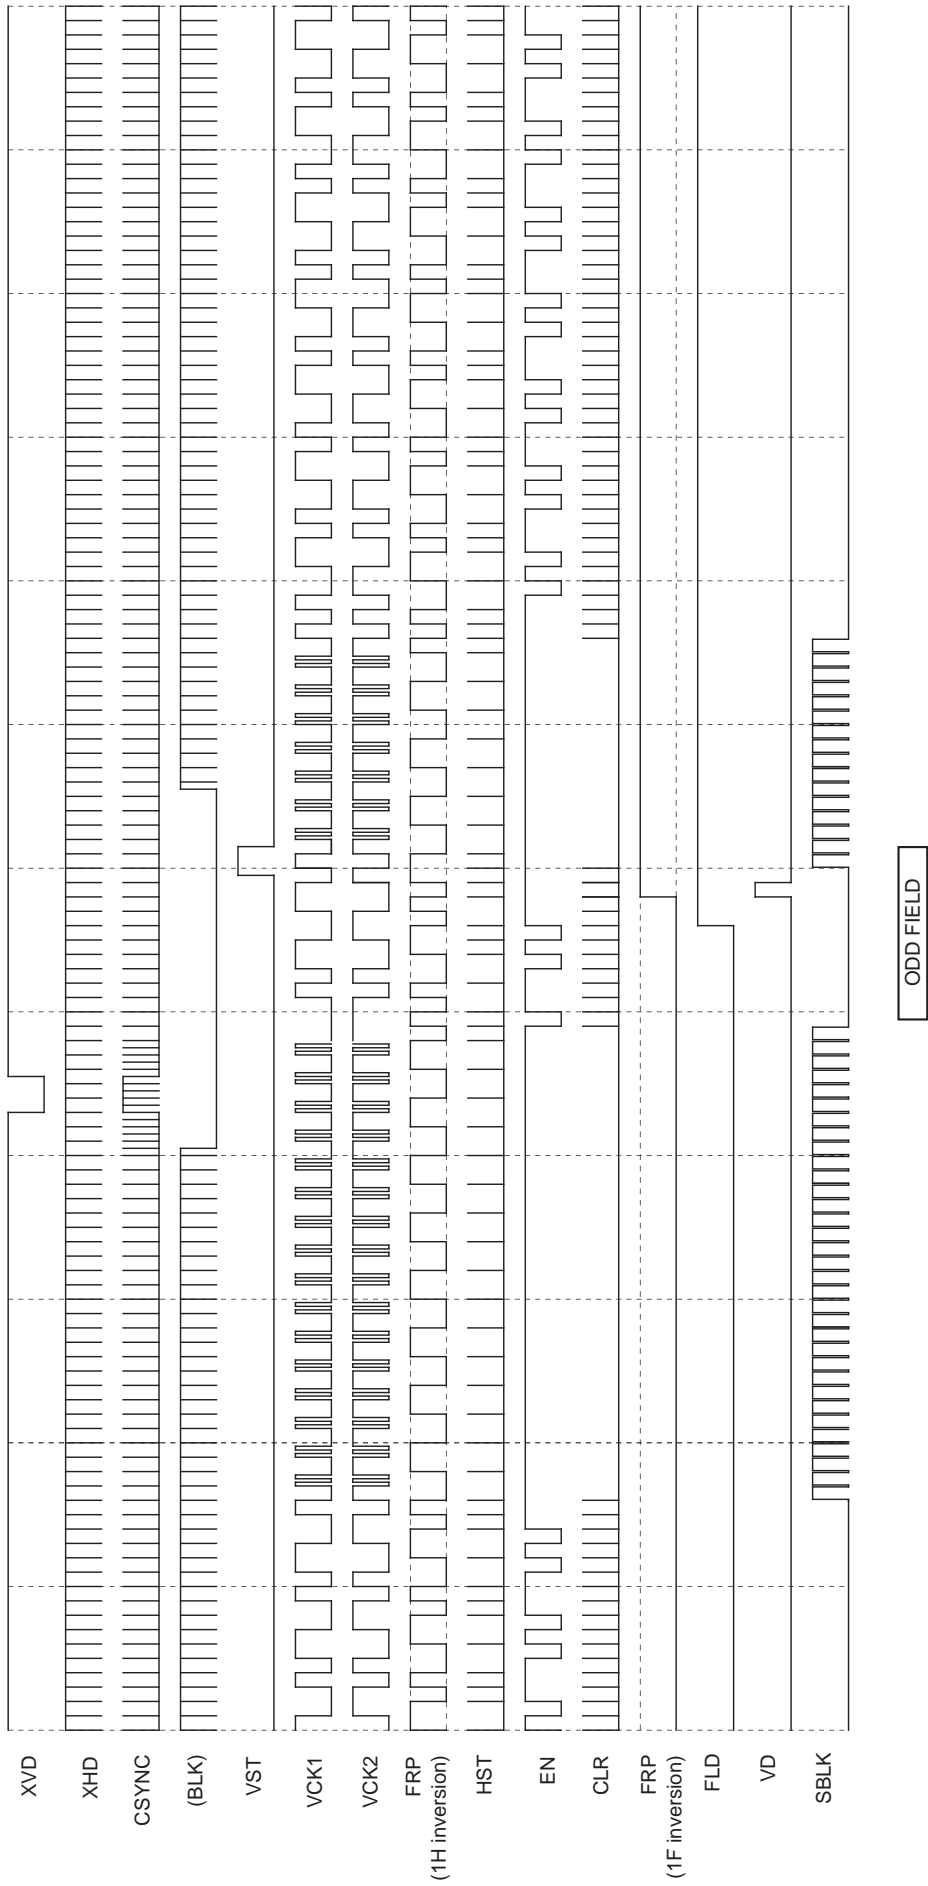 XVD
XHD
CSYNC
(BLK)
VST
VCK1
VCK2
FRP
(1H inversion)
HST
EN
CLR
FRP
(1F inversion)
FLD
VD
SBLK
ODD FIELD